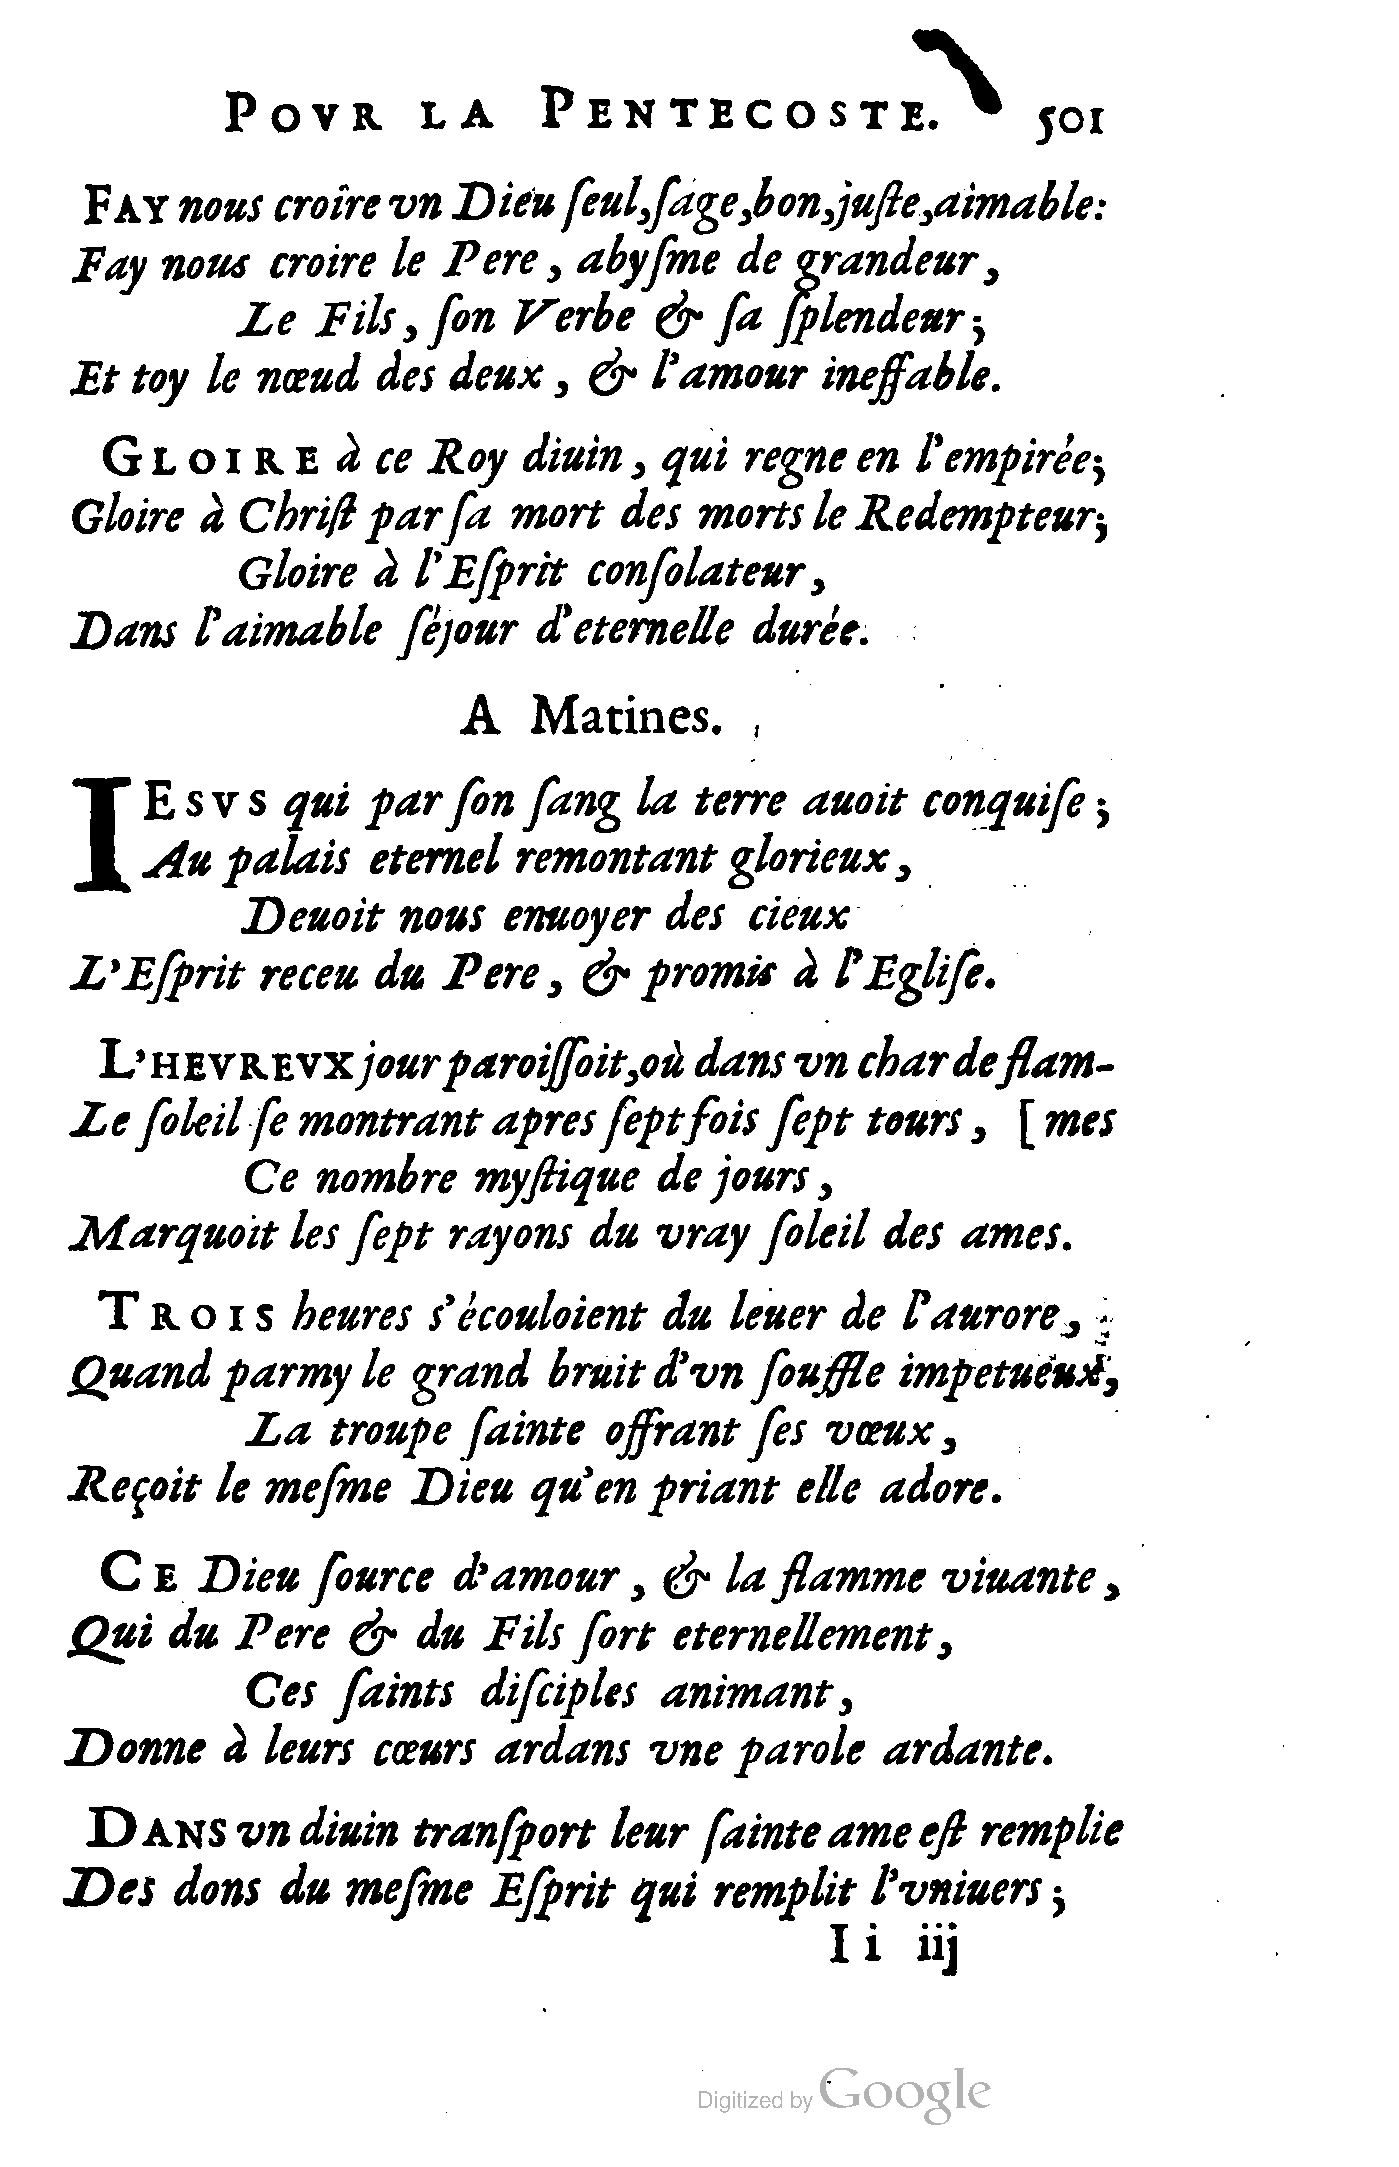 POVR LA PENTECOSTE. 501
FAY nous croîre vn Dieu ſeul, ſage, bon, juſte, aimable:
Fay nous croire le Pere, abyſme de grandeur,
Le Fils, ſon Verbe & ſa ſplendeur;
Et toy le nœud des deux, & l'amour ineffable.
GLOIRE à ce Roy diuin, qui regne en l'empirée;
Gloire à Chriſt par ſa mort des morts le Redempteur;
Gloire à l'Eſprit conſolateur,
Dans l'aimable ſéjour d'eternelle durée.
A Matines.
IESVS qui par ſon ſang la terre auoit conquiſe;
Au palais eternel remontant glorieux,
Deuoit nous enuoyer des cieux
L'Eſprit receu du Pere, & promis à l'Egliſe.
L'HEVREVX jour paroiſſoit, où dans vn char de flam-
Le ſoleil ſe montrant apres ſept fois ſept tours, [mes
Ce nombre myſtique de jours,
Marquoit les ſept rayons du vray ſoleil des ames.
TROIS heures s'écouloient du leuer de l'aurore,
Quand parmy le grand bruit d'vn ſouffle impetueux,
La troupe ſainte offrant ſes vœux,
Reçoit le meſme Dieu qu'en priant elle adore.
CE Dieu ſource d'amour, & la flamme viuante,
Qui du Pere & du Fils ſort eternellement,
Ces ſaints diſciples animant,
Donne à leurs cœurs ardans vne parole ardante.
DANS vn diuin tranſport leur ſainte ame eſt remplie
Des dons du meſme Eſprit qui remplit l'vniuers;
I i iij
Digitized by Google